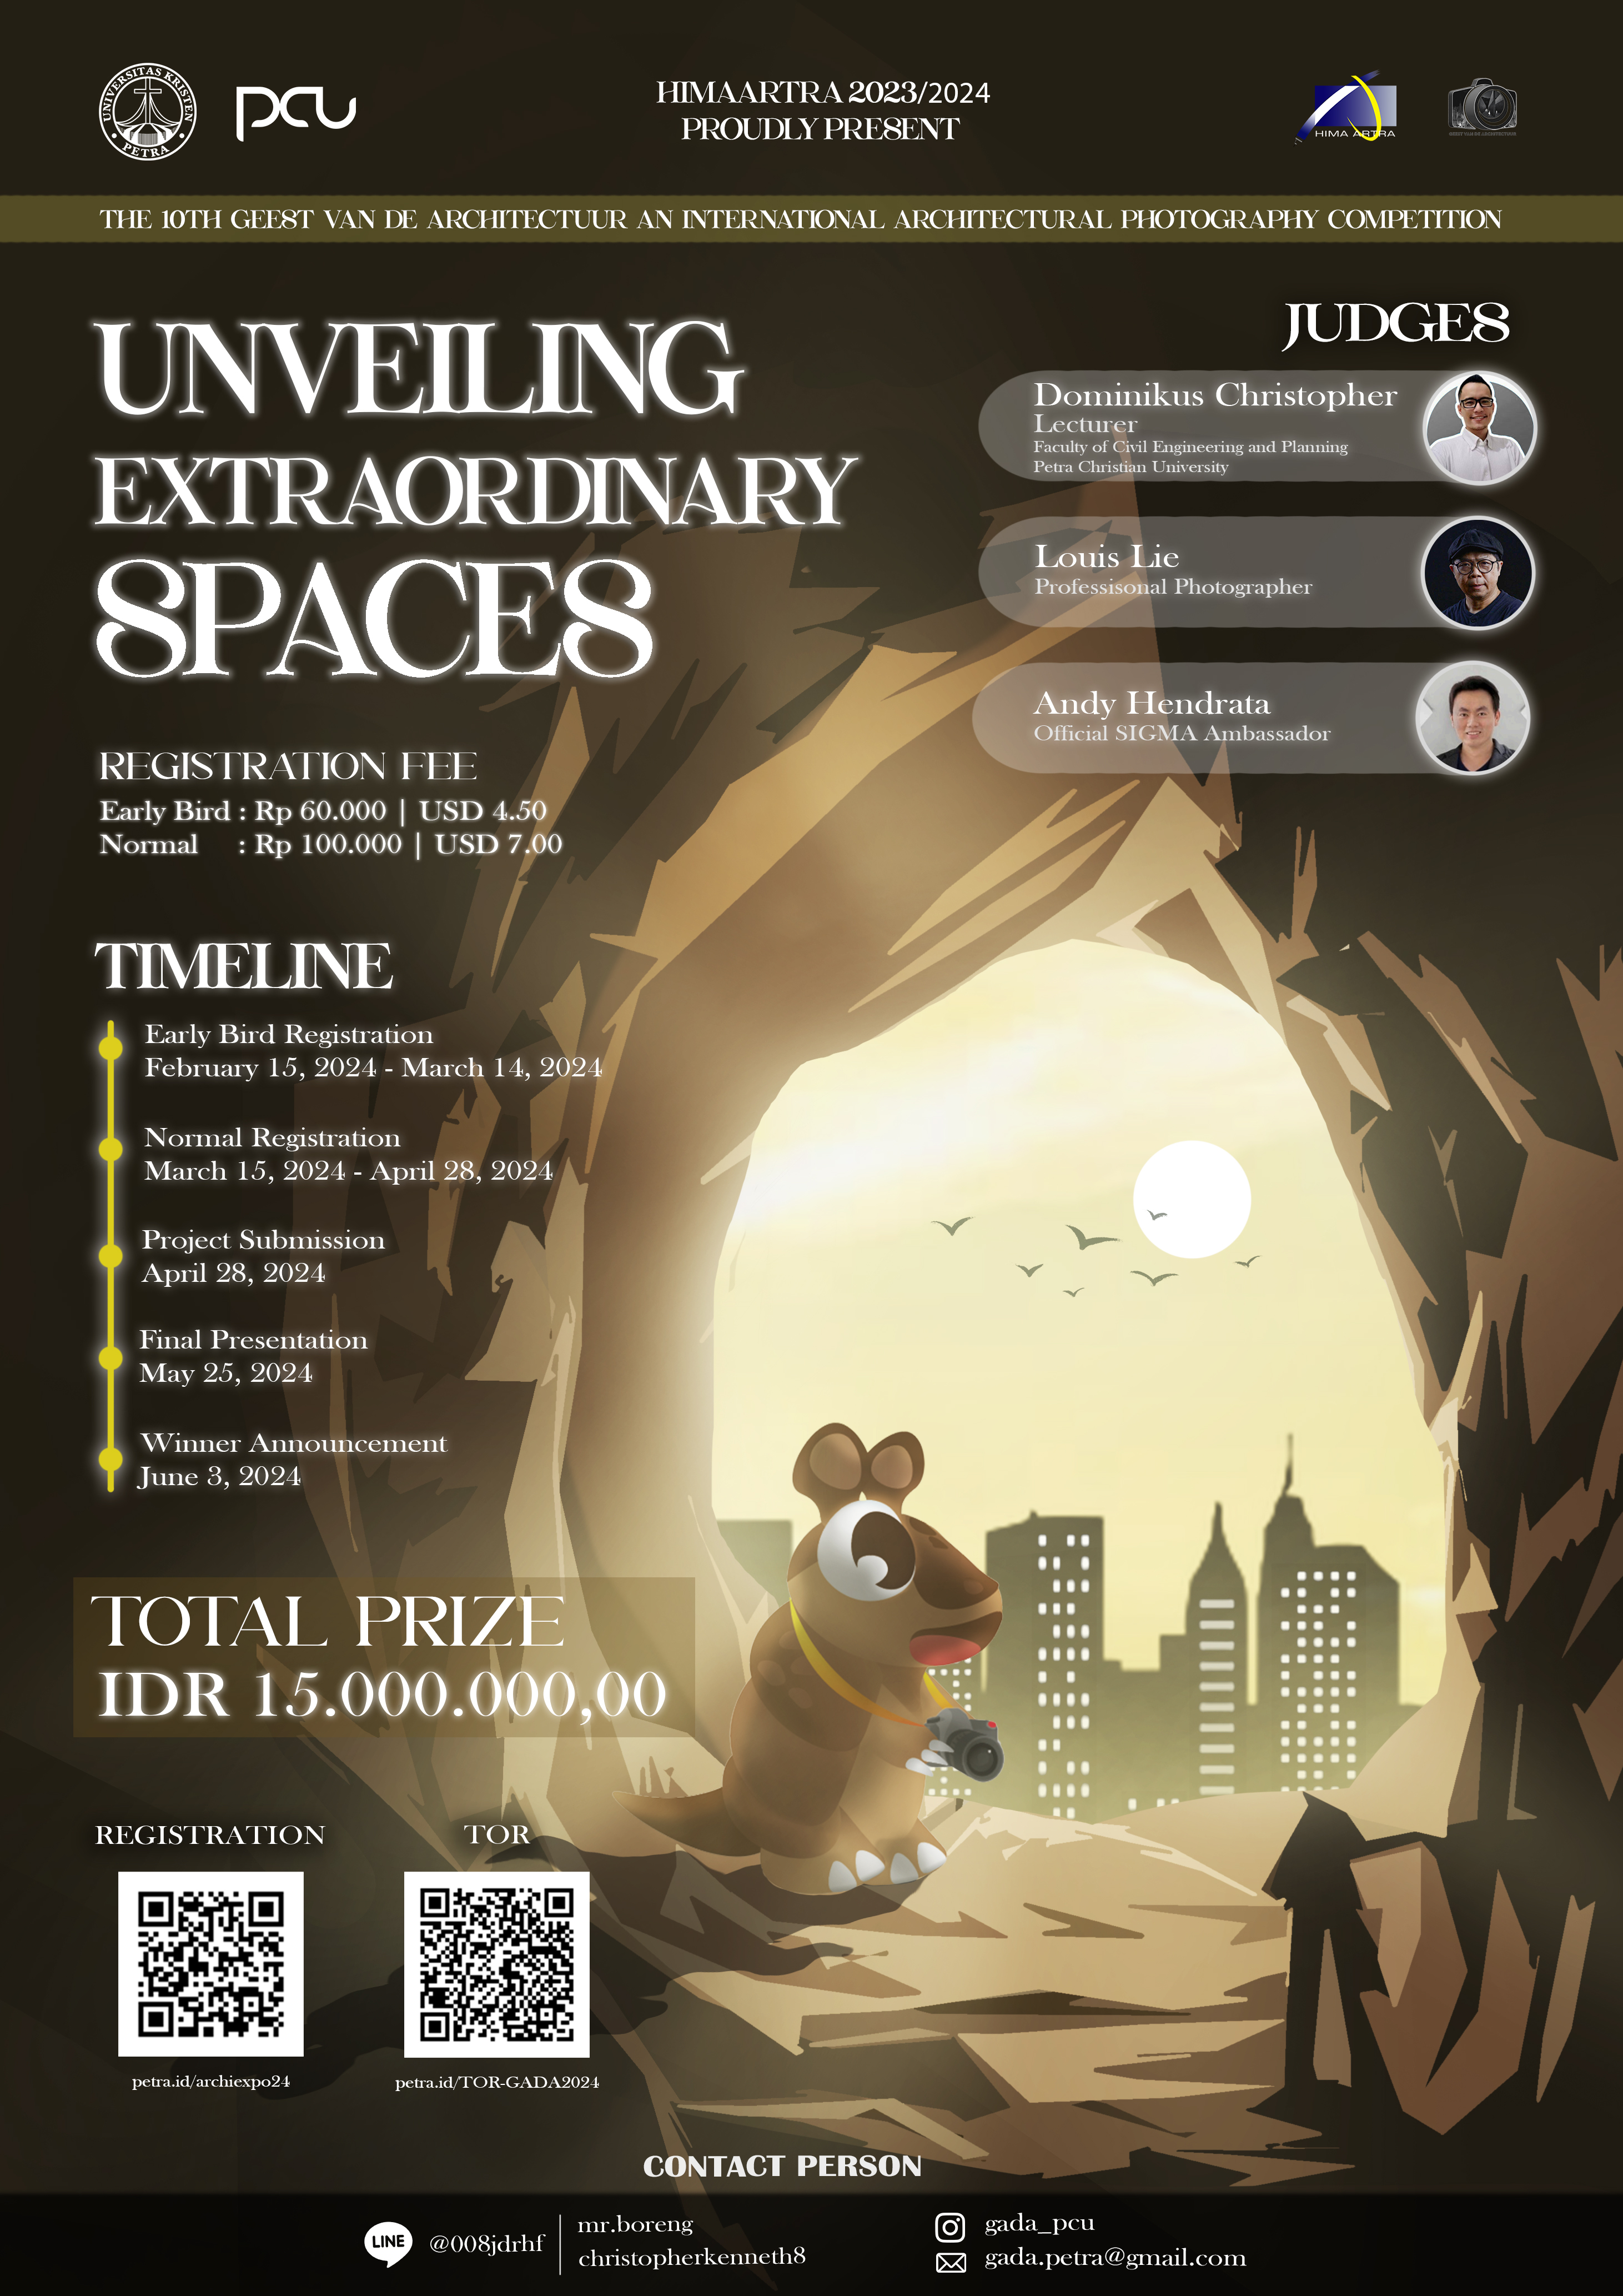 UNIVERSITAS KRISTEN
PETRA
pcu
HIMAARTRA 2023/2024
PROUDLY PRESENT
HIMA ARTRA
GEEST VAN DE ARCHITECTUUR
THE 10TH GEEST VAN DE ARCHITECTUUR AN INTERNATIONAL ARCHITECTURAL PHOTOGRAPHY COMPETITION
UNVEILING
EXTRAORDINARY
SPACES
JUDGES
Dominikus Christopher
Lecturer
Faculty of Civil Engineering and Planning
Petra Christian University
Louis Lie
Professisonal Photographer
Andy Hendrata
Official SIGMA Ambassador
REGISTRATION FEE
Early Bird : Rp 60.000 | USD 4.50
Normal : Rp 100.000 | USD 7.00
TIMELINE
Early Bird Registration
February 15, 2024 - March 14, 2024
Normal Registration
March 15, 2024 - April 28, 2024
Project Submission
April 28, 2024
Final Presentation
May 25, 2024
Winner Announcement
June 3, 2024
TOTAL PRIZE
IDR 15.000.000,00
REGISTRATION
petra.id/archiexpo24
TOR
petra.id/TOR-GADA2024
CONTACT PERSON
LINE
@008jdrhf
mr.boreng
christopherkenneth8
gada_pcu
gada.petra@gmail.com